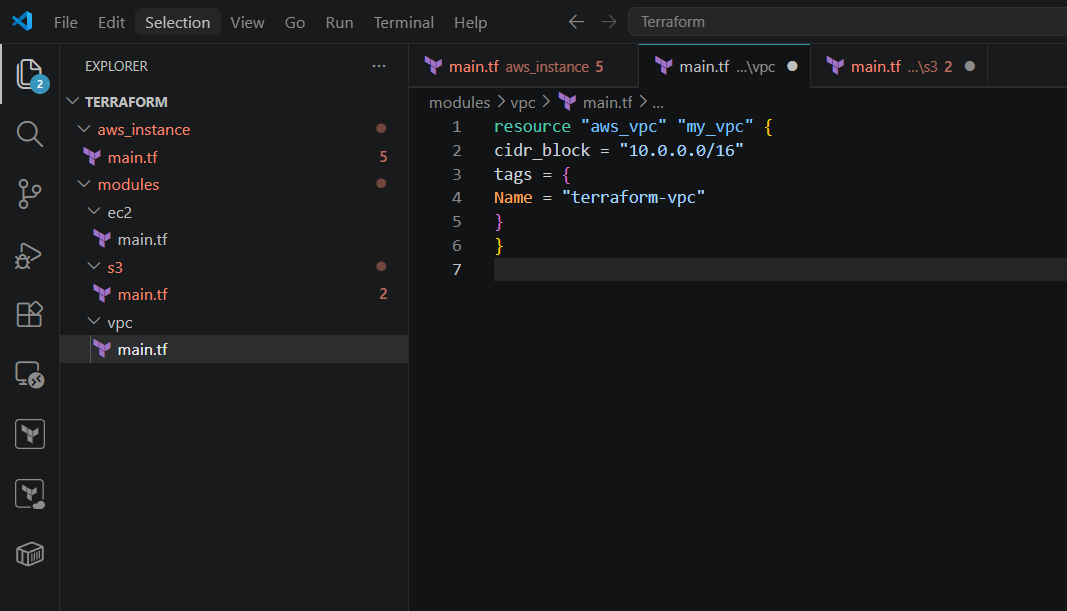 File Edit Selection View Go Run Terminal Help
Terraform
2
EXPLORER
TERRAFORM
aws_instance
main.tf 5
modules
ec2
main.tf
s3
main.tf 2
vpc
main.tf
main.tf aws_instance 5
main.tf ...\vpc
main.tf ...\s3 2
modules > vpc > main.tf > ...
1 resource "aws_vpc" "my_vpc" {
2 cidr_block = "10.0.0.0/16"
3 tags = {
4 Name = "terraform-vpc"
5 }
6 }
7